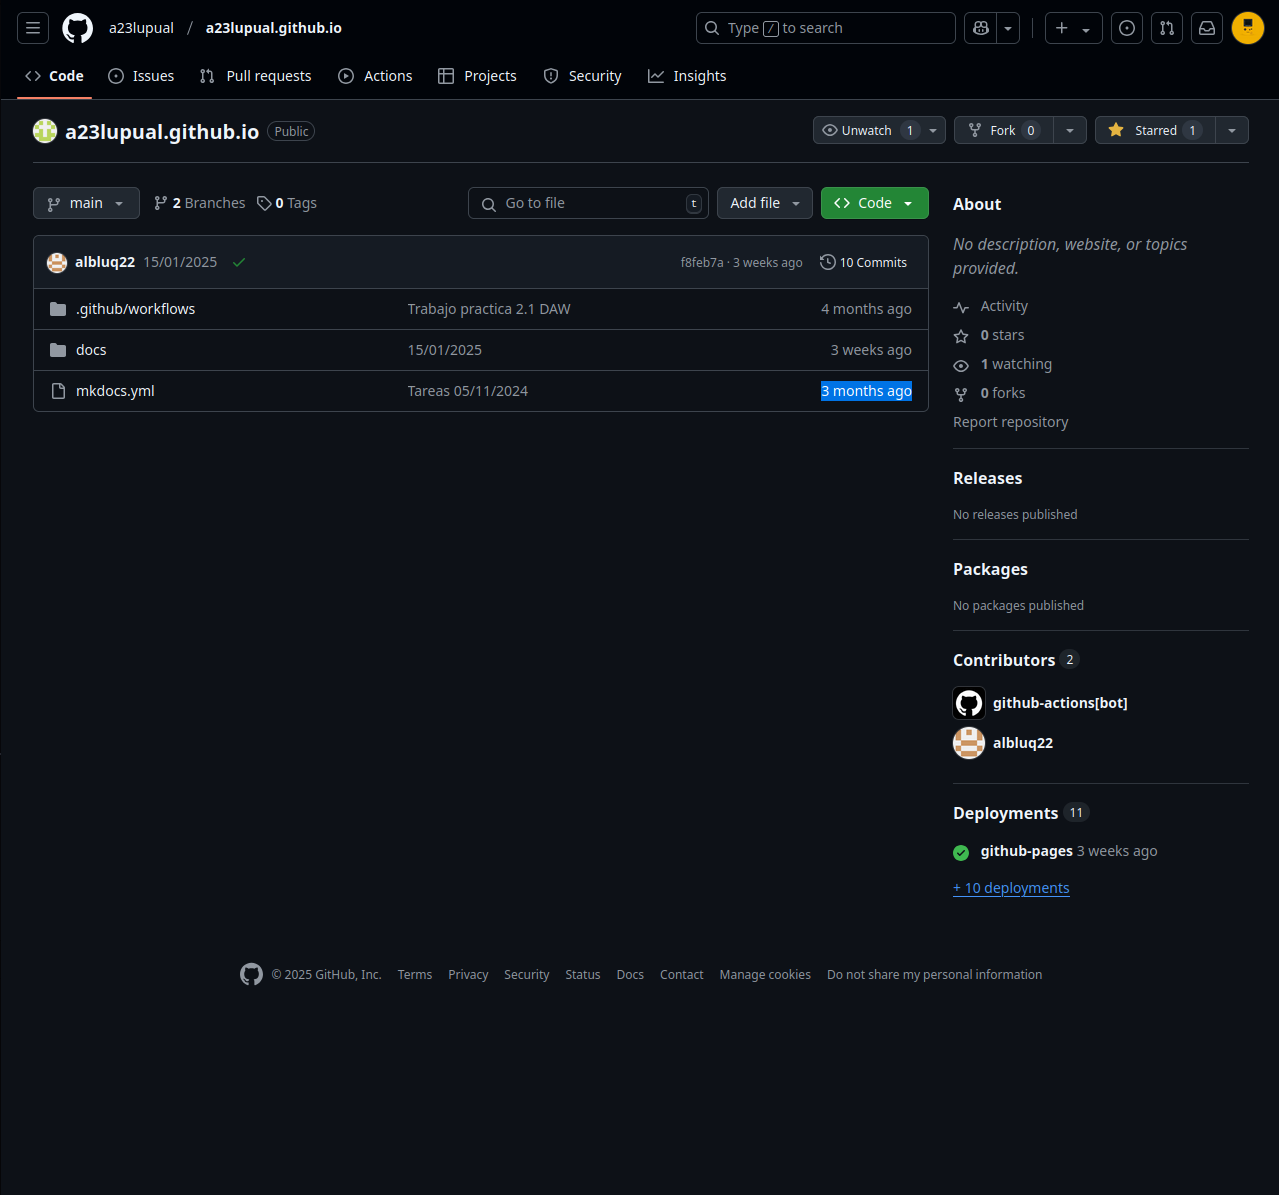 a23lupual / a23lupual.github.io
Type / to search
Code
Issues
Pull requests
Actions
Projects
Security
Insights
a23lupual.github.io Public
Unwatch 1
Fork 0
Starred 1
main
2 Branches
0 Tags
Go to file t
Add file
Code
albluq22 15/01/2025
f8feb7a · 3 weeks ago
10 Commits
.github/workflows Trabajo practica 2.1 DAW 4 months ago
docs 15/01/2025 3 weeks ago
mkdocs.yml Tareas 05/11/2024 3 months ago
About
No description, website, or topics
provided.
Activity
0 stars
1 watching
0 forks
Report repository
Releases
No releases published
Packages
No packages published
Contributors 2
github-actions[bot]
albluq22
Deployments 11
github-pages 3 weeks ago
+ 10 deployments
© 2025 GitHub, Inc. Terms Privacy Security Status Docs Contact Manage cookies Do not share my personal information